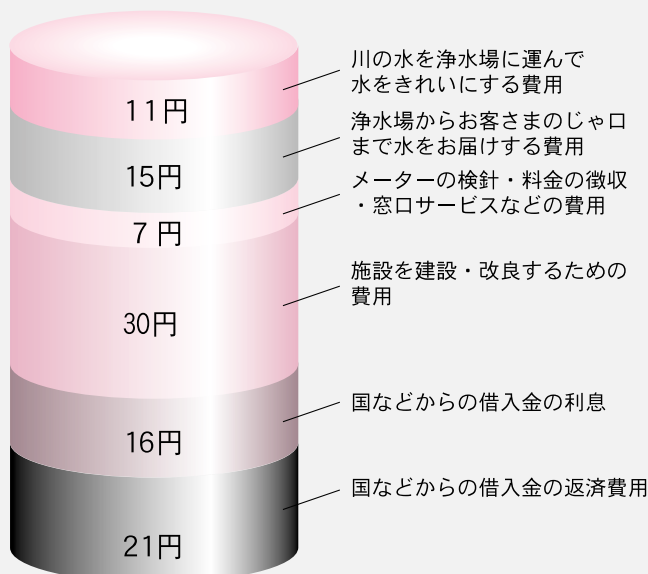 川の水を浄水場に運んで
水をきれいにする費用
11円
浄水場からお客さまのじゃ口
まで水をお届けする費用
15円
メーターの検針・料金の徴収
・窓口サービスなどの費用
7円
施設を建設・改良するための
費用
30円
国などからの借入金の利息
16円
国などからの借入金の返済費用
21円